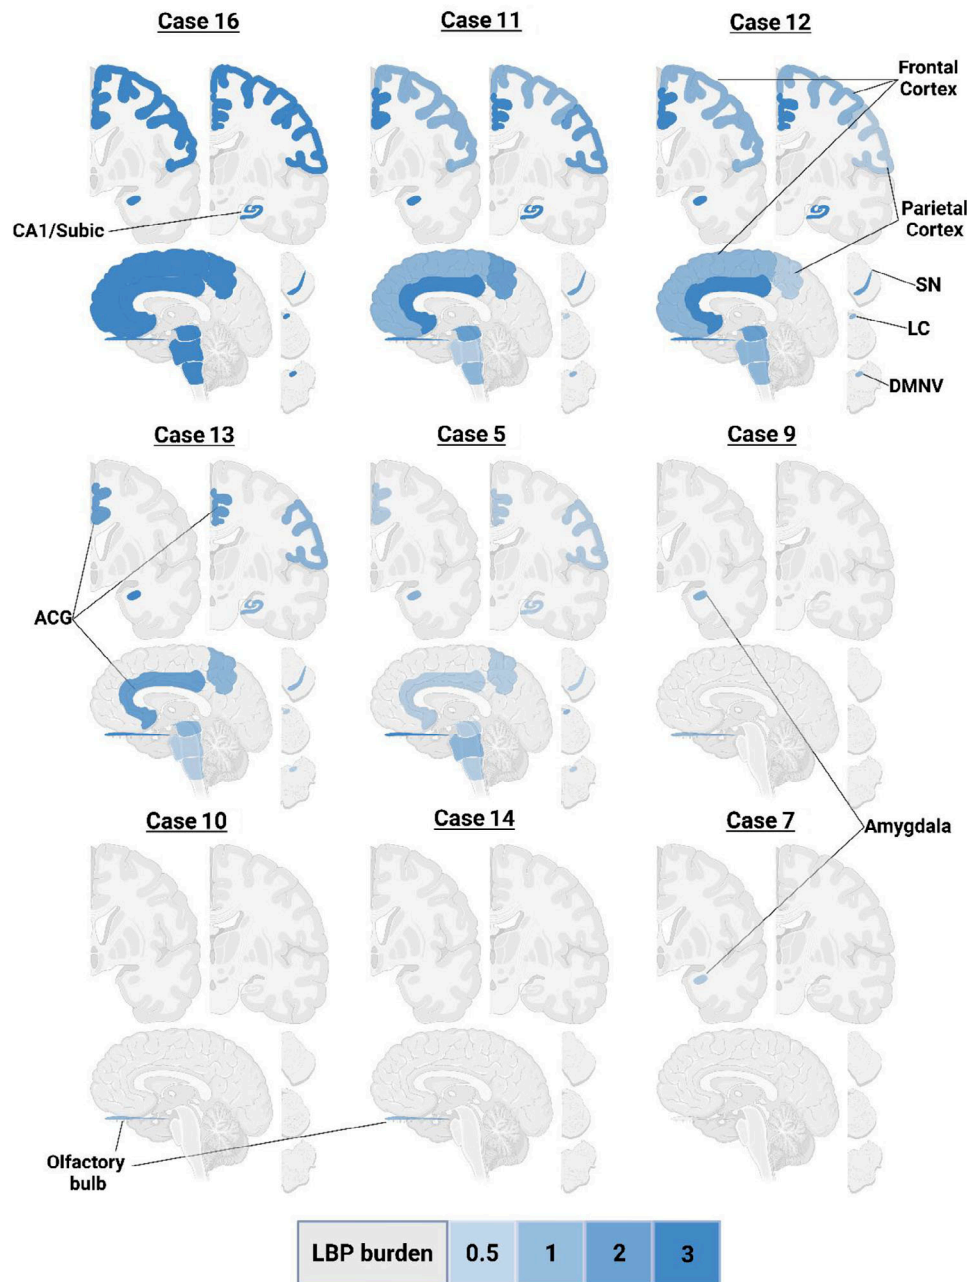 Case 16
Case 11
Case 12
Frontal
Cortex
CA1/Subic
Parietal
Cortex
SN
LC
DMNV
Case 13
Case 5
Case 9
ACG
Case 10
Case 14
Case 7
Amygdala
Olfactory
bulb
LBP burden 0.5 1 2 3